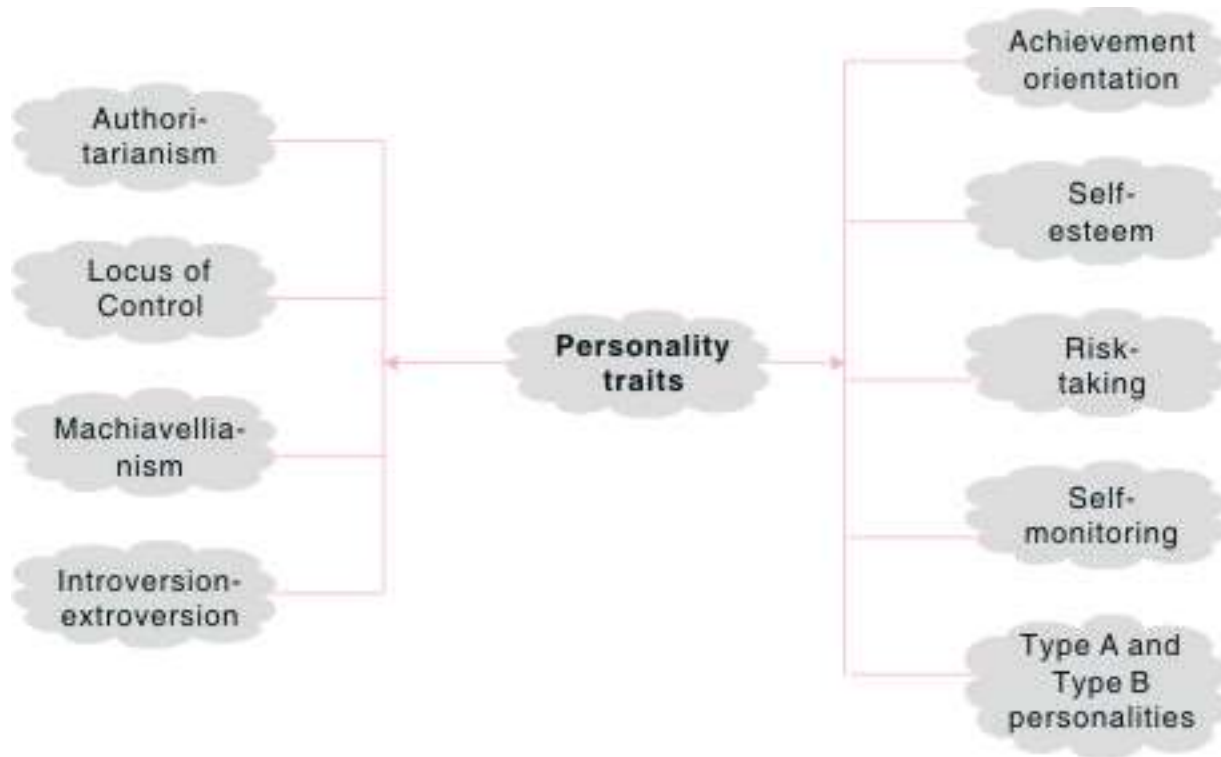 Authori-
tarianism
Locus of
Control
Machiavellia-
nism
Introversion-
extroversion
Personality
traits
Achievement
orientation
Self-
esteem
Risk-
taking
Self-
monitoring
Type A and
Type B
personalities